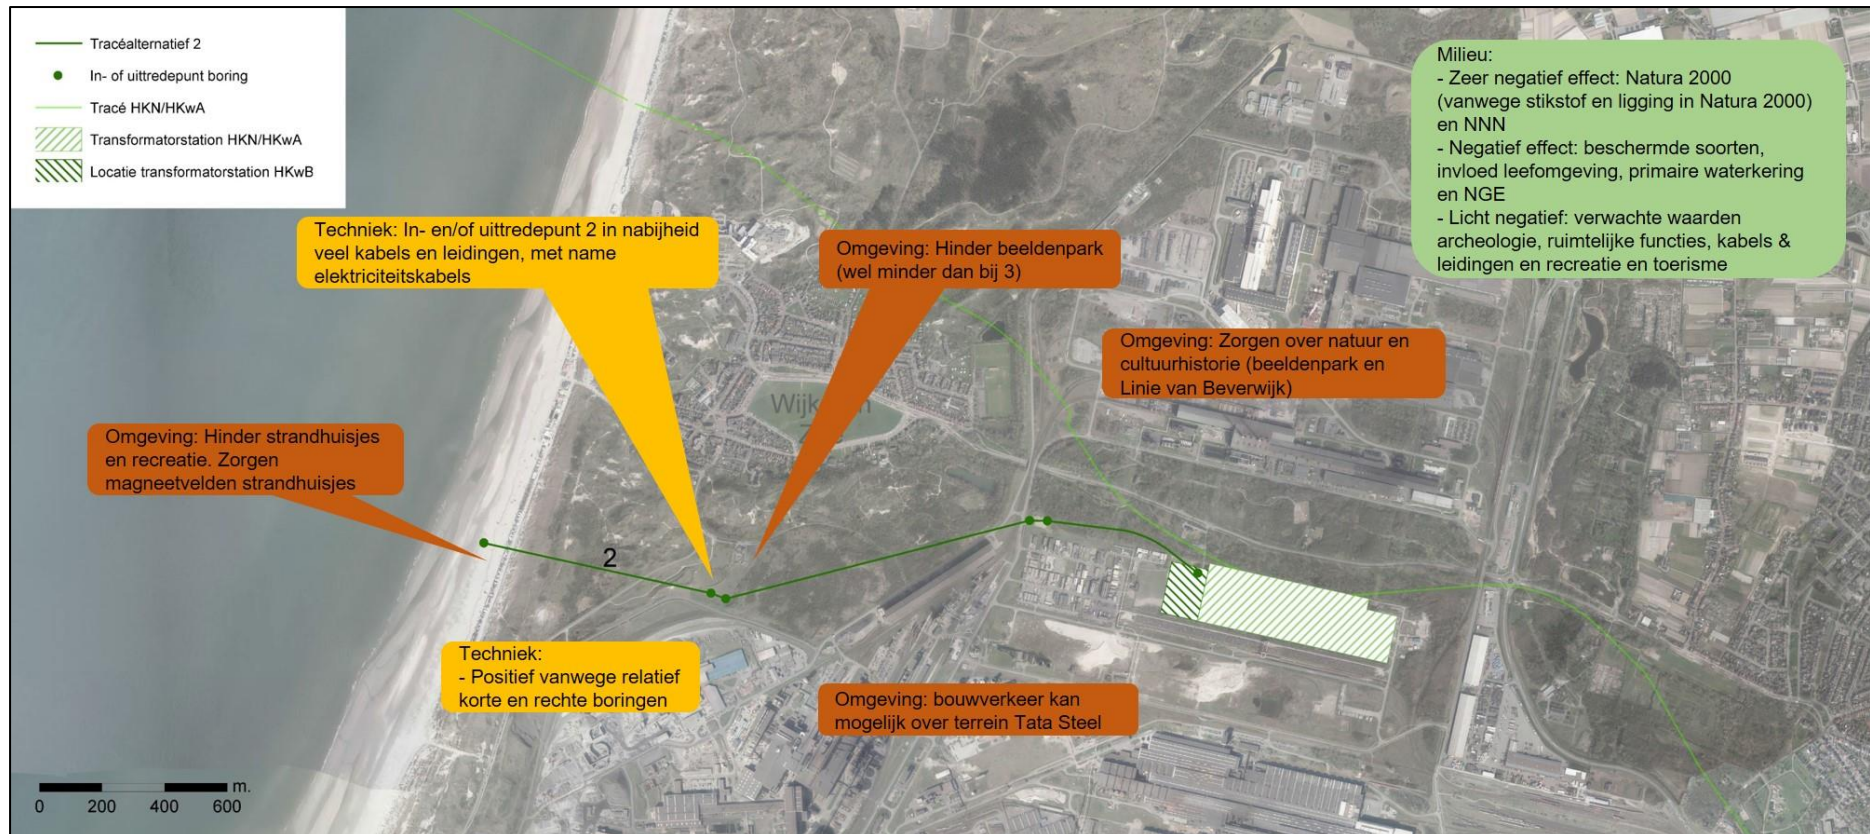 Tracéalternatief 2
In- of uittredepunt boring
Tracé HKN/HKwA
Transformatorstation HKN/HKwA
Locatie transformatorstation HKwB
Milieu:
- Zeer negatief effect: Natura 2000
(vanwege stikstof en ligging in Natura 2000)
en NNN
- Negatief effect: beschermde soorten,
invloed leefomgeving, primaire waterkering
en NGE
- Licht negatief: verwachte waarden
archeologie, ruimtelijke functies, kabels &
leidingen en recreatie en toerisme
Techniek: In- en/of uittredepunt 2 in nabijheid
veel kabels en leidingen, met name
elektriciteitskabels
Omgeving: Hinder beeldenpark
(wel minder dan bij 3)
Omgeving: Zorgen over natuur en
cultuurhistorie (beeldenpark en
Linie van Beverwijk)
Omgeving: Hinder strandhuisjes
en recreatie. Zorgen
magneetvelden strandhuisjes
2
Techniek:
- Positief vanwege relatief
korte en rechte boringen
Omgeving: bouwverkeer kan
mogelijk over terrein Tata Steel
m.
0 200 400 600